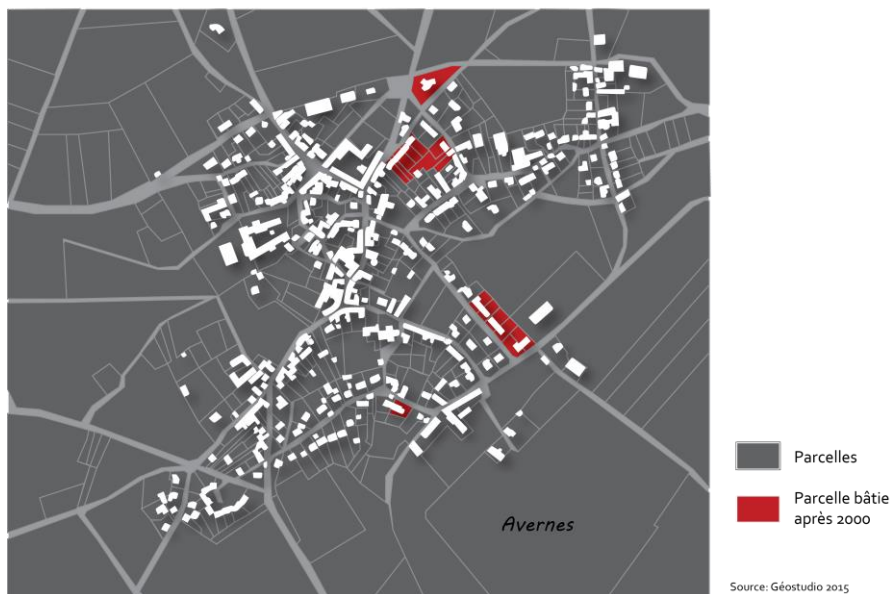 Avernes
Parcelles
Parcelle bâtie
après 2000
Source: Géostudio 2015